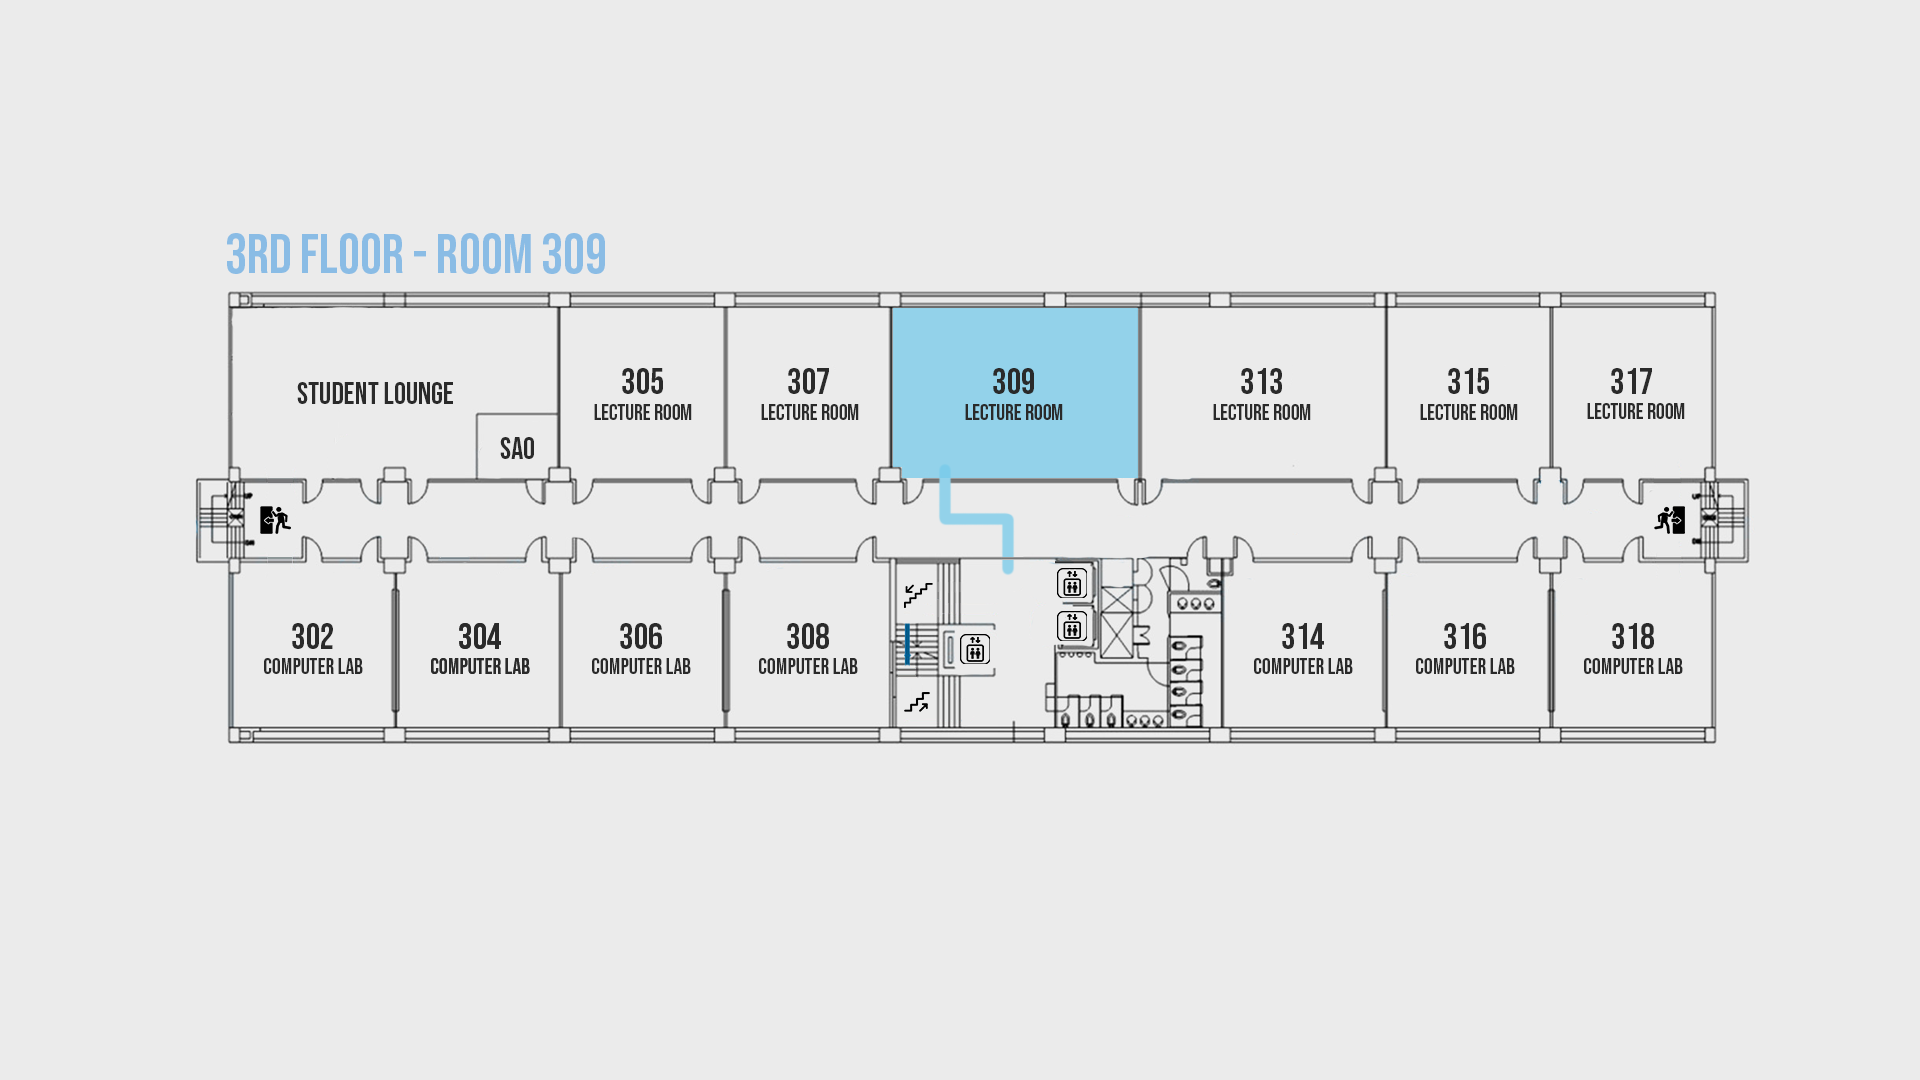 3RD FLOOR - ROOM 309
STUDENT LOUNGE
SAO
305
LECTURE ROOM
307
LECTURE ROOM
309
LECTURE ROOM
313
LECTURE ROOM
315
LECTURE ROOM
317
LECTURE ROOM
302
COMPUTER LAB
304
COMPUTER LAB
306
COMPUTER LAB
308
COMPUTER LAB
314
COMPUTER LAB
316
COMPUTER LAB
318
COMPUTER LAB